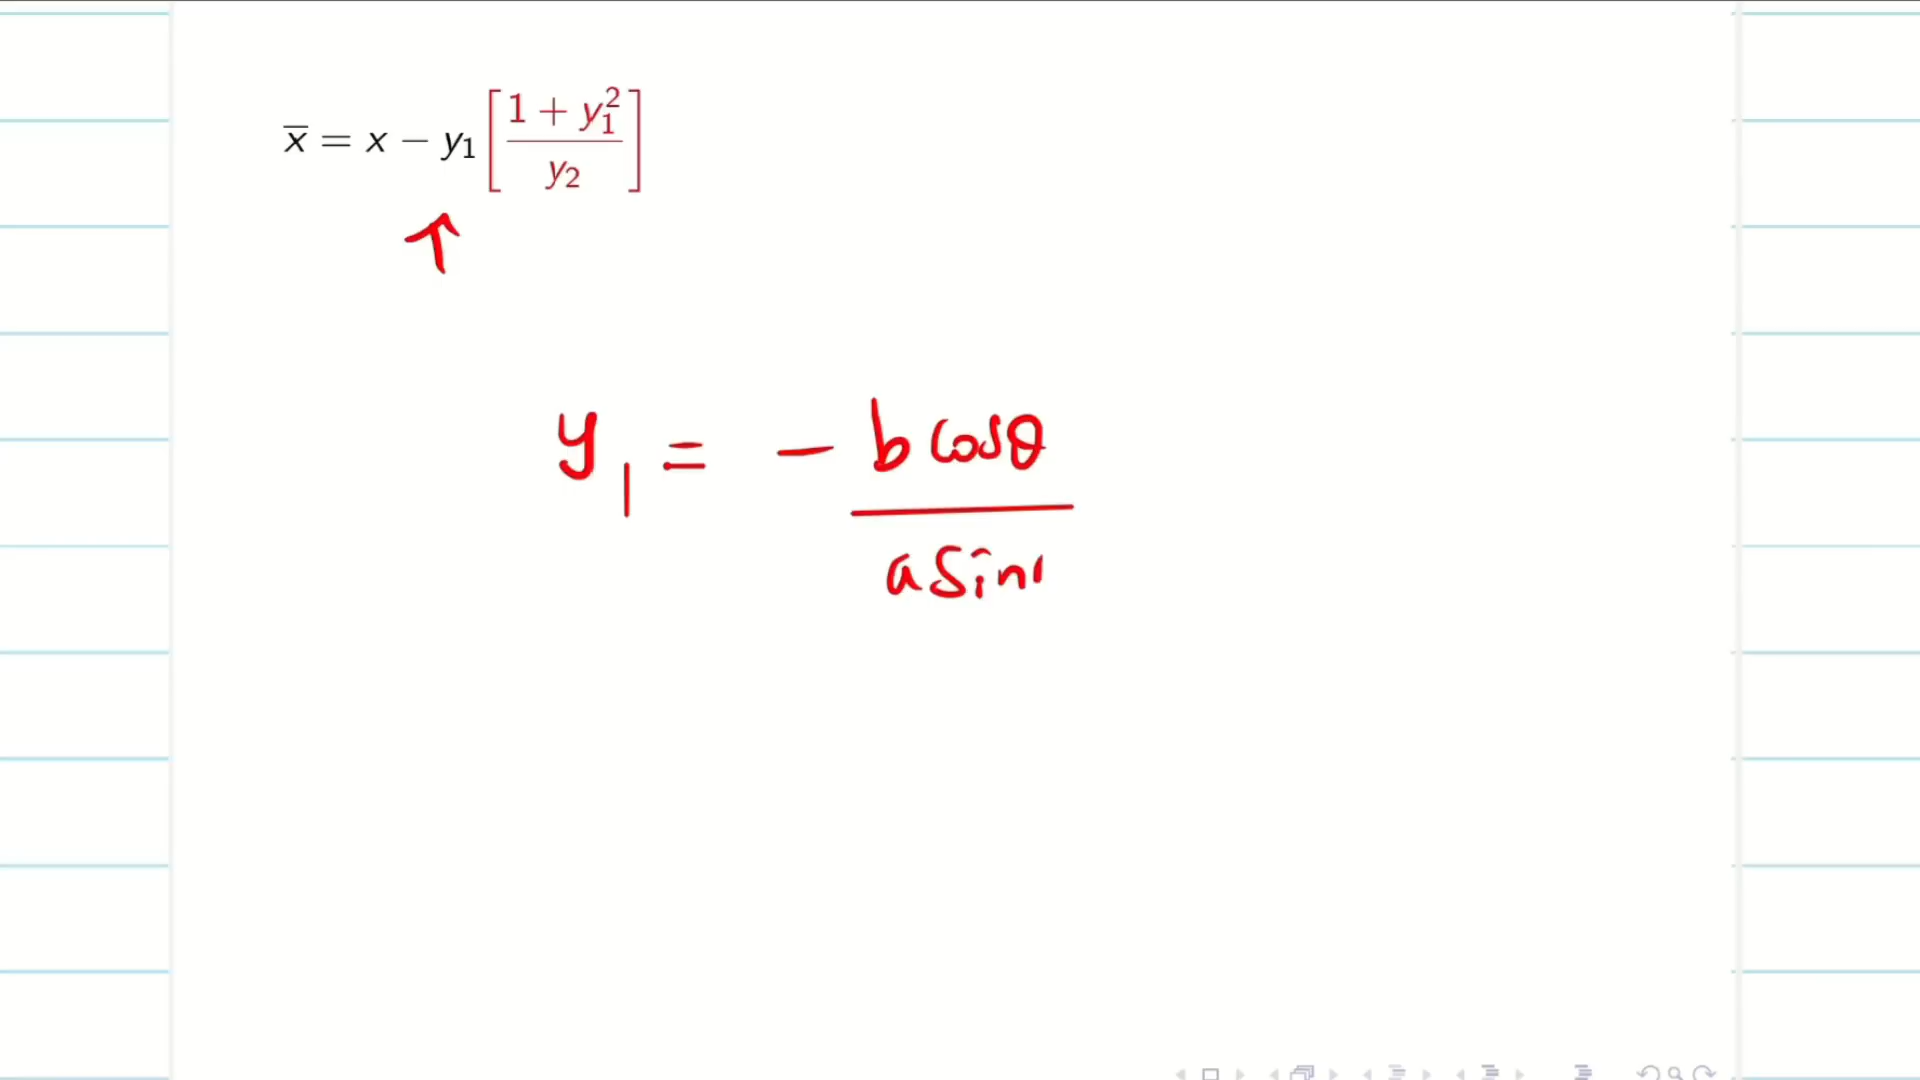 x̄ = x − y₁ [ (1 + y₁²) / y₂ ]
y₁ = − b cosθ / a sin